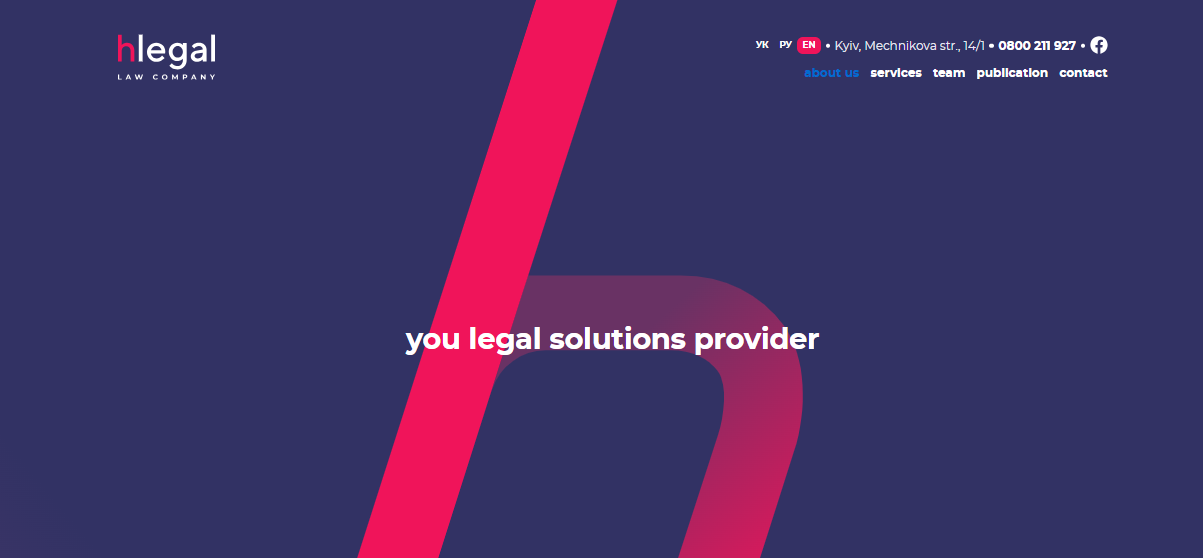 hlegal
LAW COMPANY
УК РУ EN • Kyiv, Mechnikova str., 14/1 • 0800 211 927 •
about us services team publication contact
you legal solutions provider